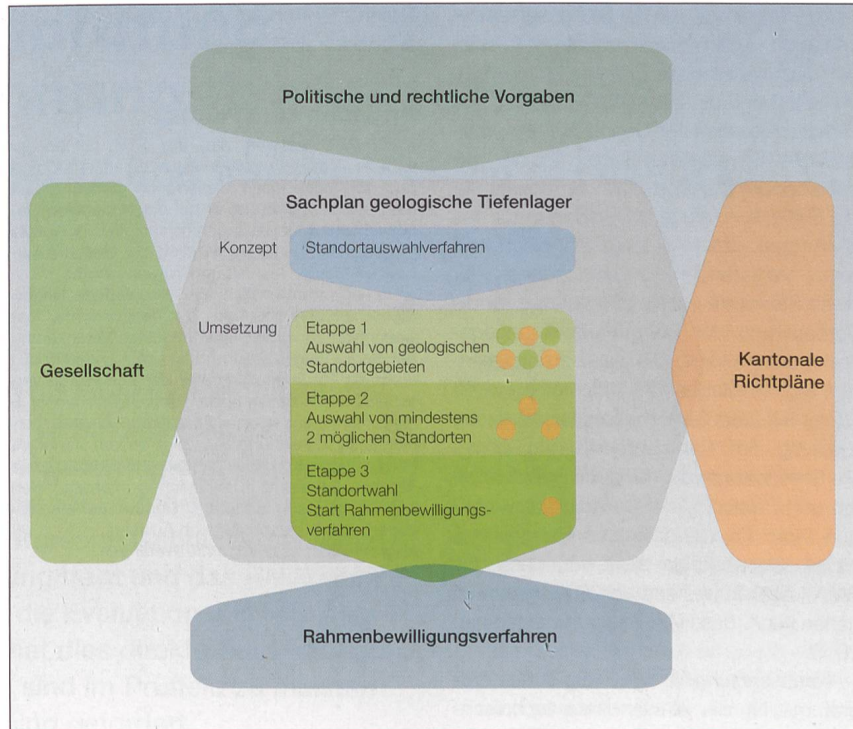 Politische und rechtliche Vorgaben
Sachplan geologische Tiefenlager
Konzept
Standortauswahlverfahren
Umsetzung
Etappe 1
Auswahl von geologischen
Standortgebieten
Gesellschaft
Kantonale
Richtpläne
Etappe 2
Auswahl von mindestens
2 möglichen Standorten
Etappe 3
Standortwahl
Start Rahmenbewilligungs-
verfahren
Rahmenbewilligungsverfahren